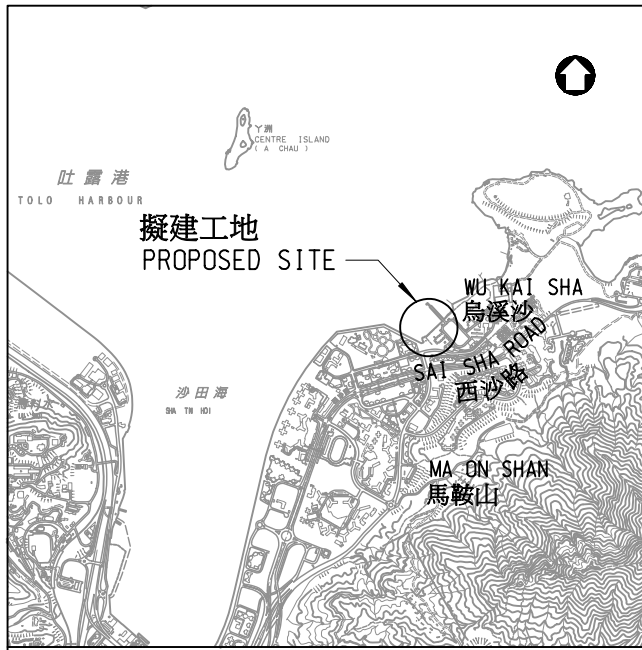 丫洲
CENTRE ISLAND
( A CHAU )
吐露港
TOLO HARBOUR
擬建工地
PROPOSED SITE
WU KAI SHA
烏溪沙
SAI SHA ROAD
西沙路
沙田海
SHA TIN HOI
MA ON SHAN
馬鞍山